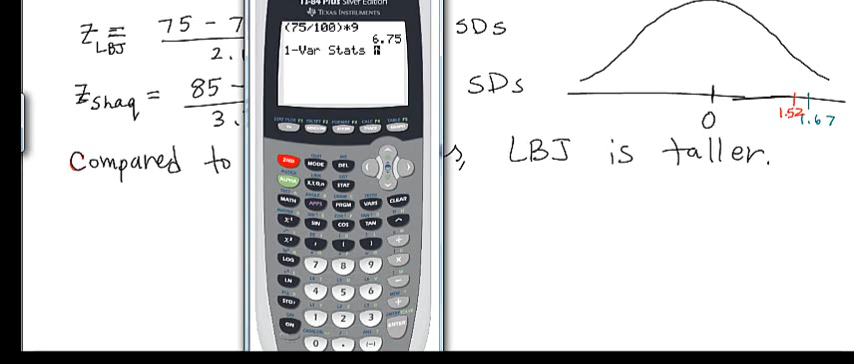 TI-84 Plus Silver Edition
TEXAS INSTRUMENTS
(75/100)*9
6.75
1-Var Stats
Z LBJ = 75 - 7
2.
SDs
Z Shaq = 85 -
3.
SDs
0 1.52 1.67
Compared to s, LBJ is taller.
2ND MODE DEL
ALPHA X,T,θ,n STAT
MATH APPS PRGM VARS CLEAR
SIN COS TAN ^
x² , ( ) ÷
LOG 7 8 9 ×
LN 4 5 6 −
STO▸ 1 2 3 +
ON 0 . (-) ENTER